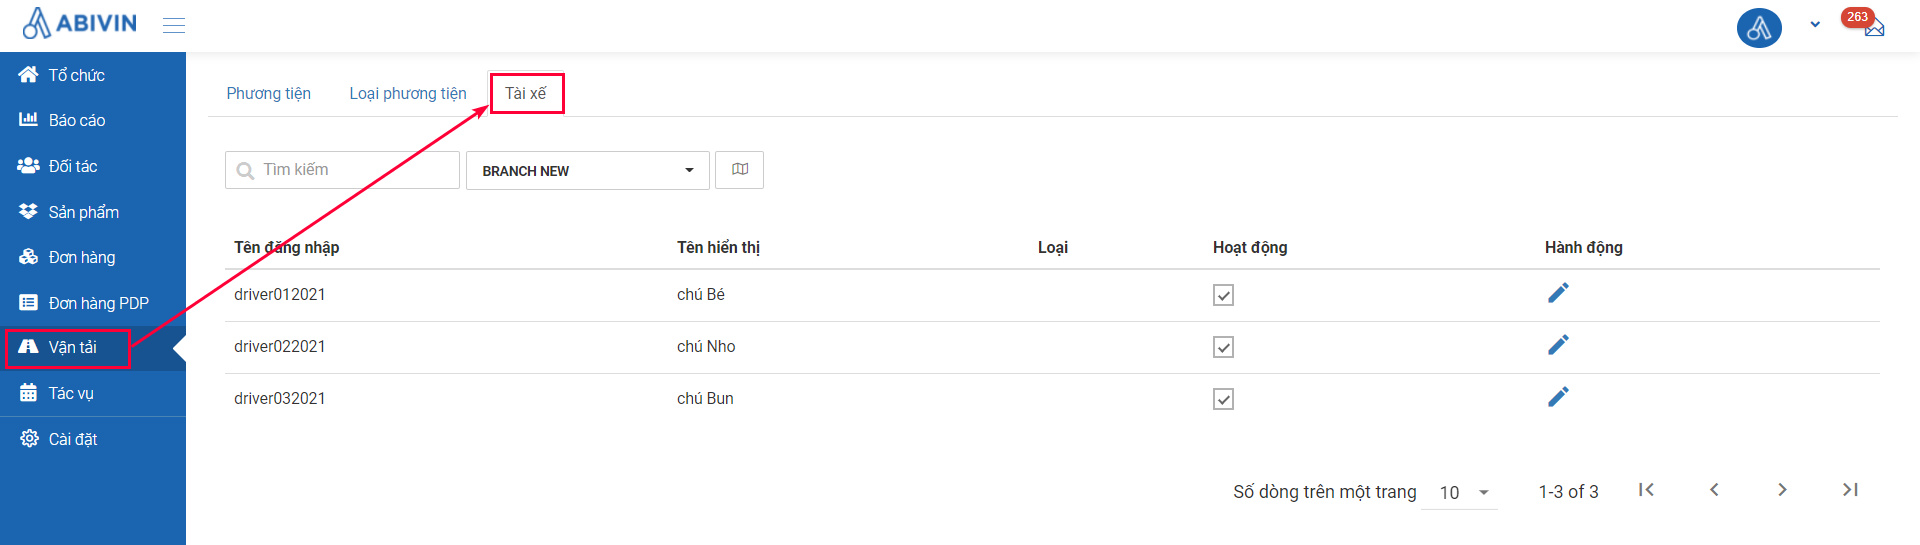 ABIVIN
263
Tổ chức
Báo cáo
Đối tác
Sản phẩm
Đơn hàng
Đơn hàng PDP
Vận tải
Tác vụ
Cài đặt
Phương tiện Loại phương tiện Tài xế
Tìm kiếm BRANCH NEW
Tên đăng nhập Tên hiển thị Loại Hoạt động Hành động
driver012021 chú Bé
driver022021 chú Nho
driver032021 chú Bun
Số dòng trên một trang 10 1-3 of 3